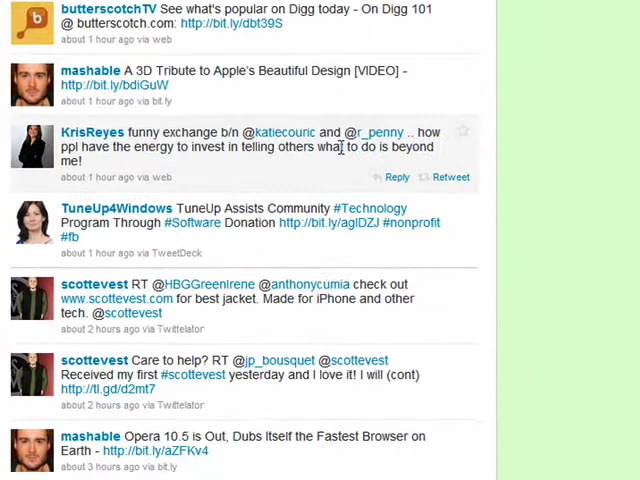 butterscotchTV See what's popular on Digg today - On Digg 101
@ butterscotch.com: http://bit.ly/dbt39S
about 1 hour ago via web
mashable A 3D Tribute to Apple's Beautiful Design [VIDEO] -
http://bit.ly/bdiGuW
about 1 hour ago via bit.ly
KrisReyes funny exchange b/n @katiecouric and @r_penny .. how
ppl have the energy to invest in telling others what to do is beyond
me!
about 1 hour ago via web
Reply Retweet
TuneUp4Windows TuneUp Assists Community #Technology
Program Through #Software Donation http://bit.ly/aglDZJ #nonprofit
#fb
about 1 hour ago via TweetDeck
scottevest RT @HBGGreenIrene @anthonycumia check out
www.scottevest.com for best jacket. Made for iPhone and other
tech. @scottevest
about 2 hours ago via Twittelator
scottevest Care to help? RT @jp_bousquet @scottevest
Received my first #scottevest yesterday and I love it! I will (cont)
http://tl.gd/d2mt7
about 2 hours ago via Twittelator
mashable Opera 10.5 is Out, Dubs Itself the Fastest Browser on
Earth - http://bit.ly/aZFKv4
about 3 hours ago via bit.ly